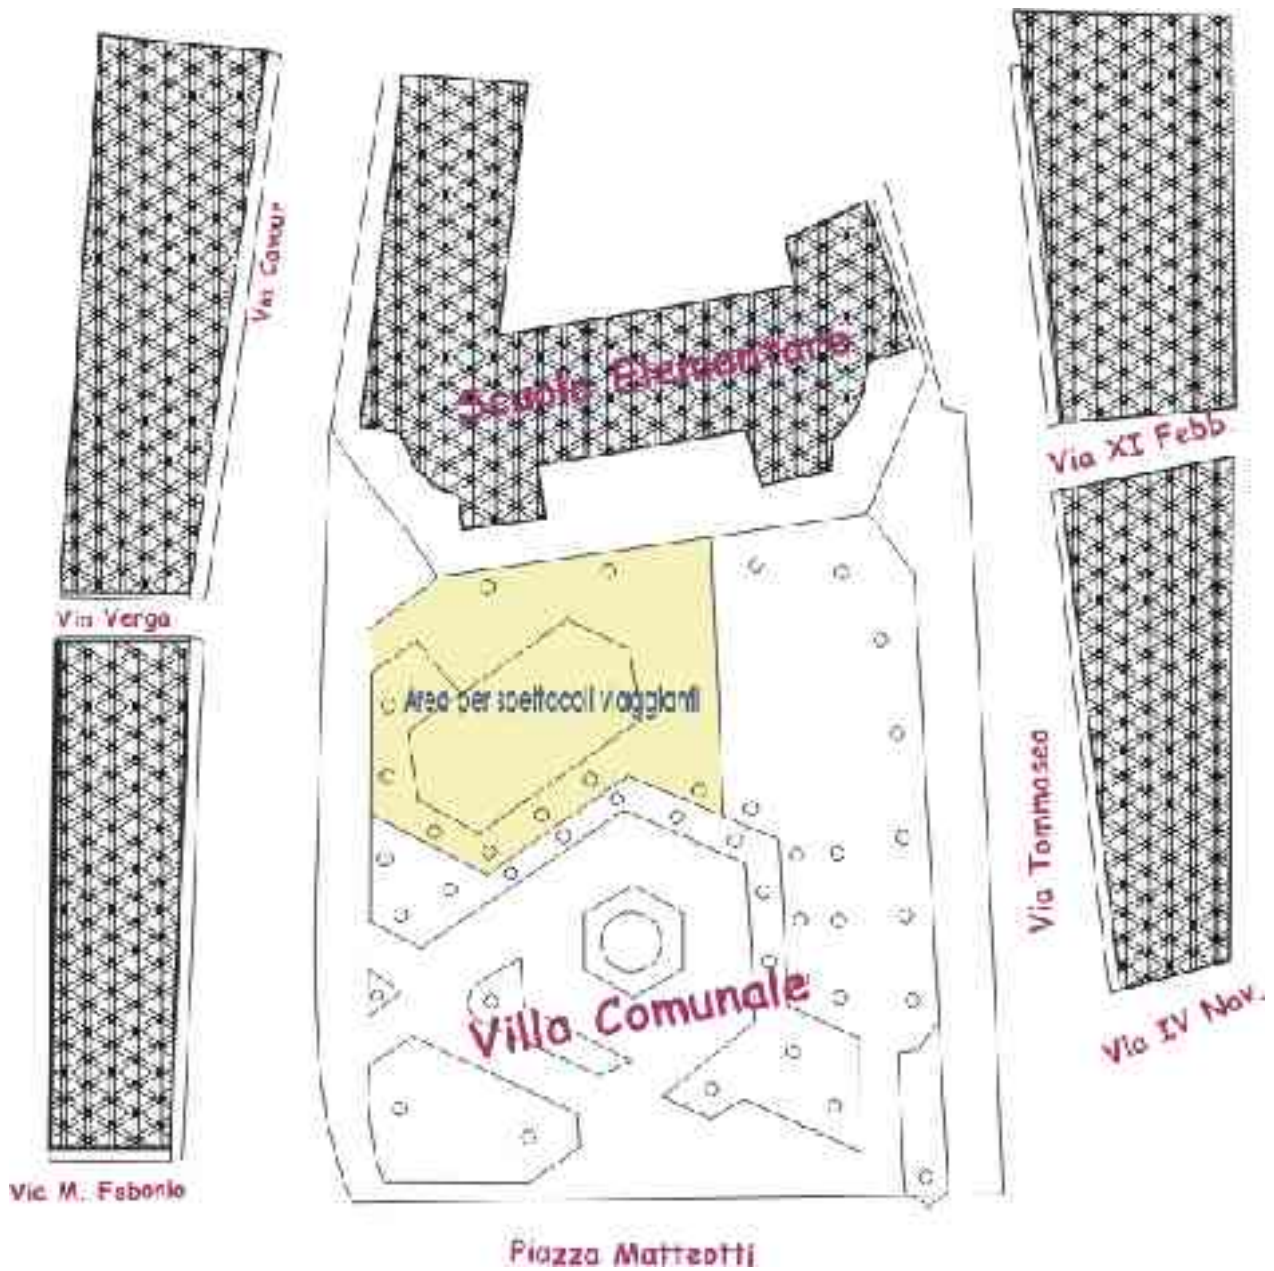 Via Cavour
Scuola Elementare
Via XI Febb
Via Verga
Area per spettacoli viaggianti
Via Tommaseo
Villa Comunale
Via IV Nov.
Via M. Febonio
Piazza Matteotti